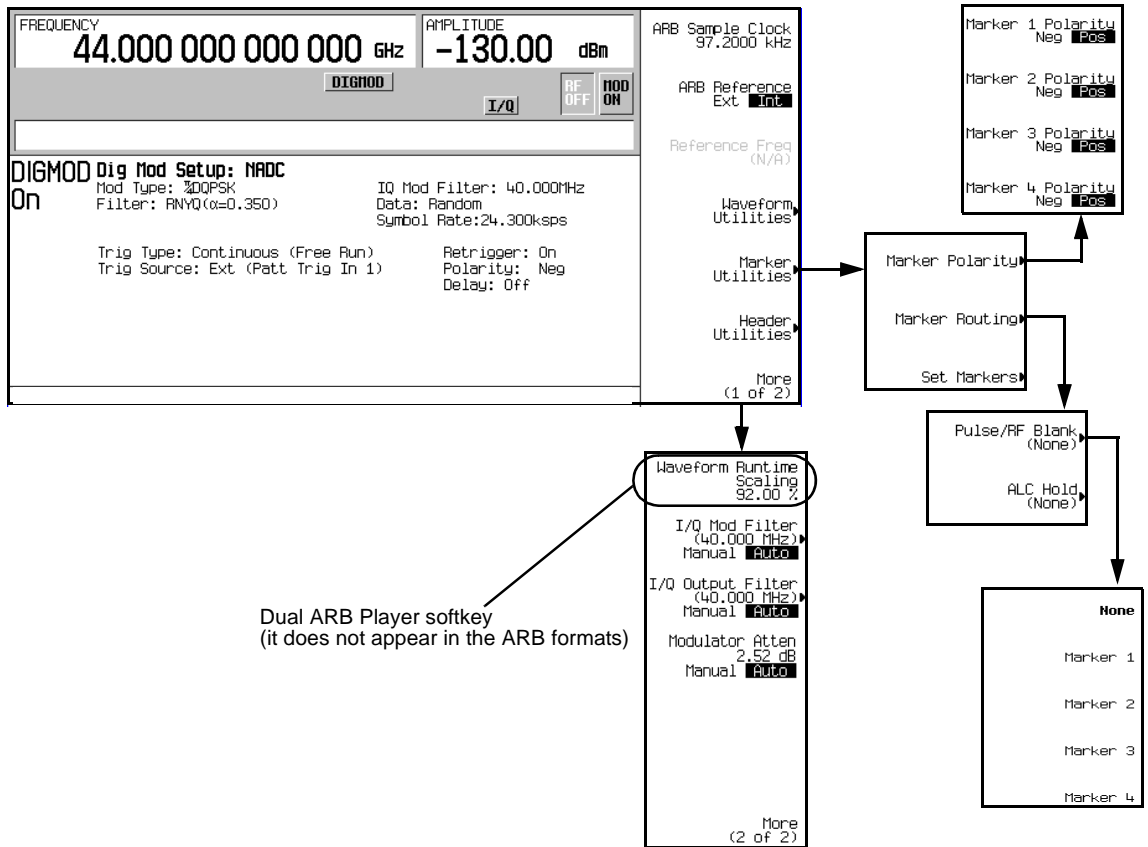 FREQUENCY
44.000 000 000 000 GHz
AMPLITUDE
-130.00 dBm
DIGMOD
I/Q
RF
OFF
MOD
ON
DIGMOD
On
Dig Mod Setup: NADC
Mod Type: π/4DQPSK
Filter: RNYQ(α=0.350)
IQ Mod Filter: 40.000MHz
Data: Random
Symbol Rate:24.300ksps
Trig Type: Continuous (Free Run)
Trig Source: Ext (Patt Trig In 1)
Retrigger: On
Polarity: Neg
Delay: Off
ARB Sample Clock
97.2000 kHz
ARB Reference
Ext Int
Reference Freq
(N/A)
Waveform
Utilities
Marker
Utilities
Header
Utilities
More
(1 of 2)
Marker Polarity
Marker Routing
Set Markers
Marker 1 Polarity
Neg Pos
Marker 2 Polarity
Neg Pos
Marker 3 Polarity
Neg Pos
Marker 4 Polarity
Neg Pos
Pulse/RF Blank
(None)
ALC Hold
(None)
None
Marker 1
Marker 2
Marker 3
Marker 4
Waveform Runtime
Scaling
92.00 %
I/Q Mod Filter
(40.000 MHz)
Manual Auto
I/Q Output Filter
(40.000 MHz)
Manual Auto
Modulator Atten
2.52 dB
Manual Auto
More
(2 of 2)
Dual ARB Player softkey
(it does not appear in the ARB formats)